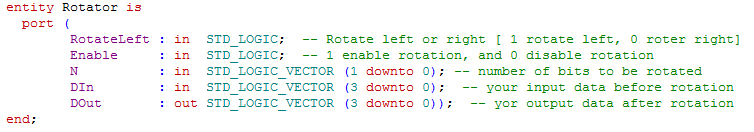 entity Rotator is
port (
RotateLeft : in STD_LOGIC; -- Rotate left or right [ 1 rotate left, 0 roter right]
Enable : in STD_LOGIC; -- 1 enable rotation, and 0 disable rotation
N : in STD_LOGIC_VECTOR (1 downto 0); -- number of bits to be rotated
DIn : in STD_LOGIC_VECTOR (3 downto 0); -- your input data before rotation
DOut : out STD_LOGIC_VECTOR (3 downto 0)); -- yor output data after rotation
end;